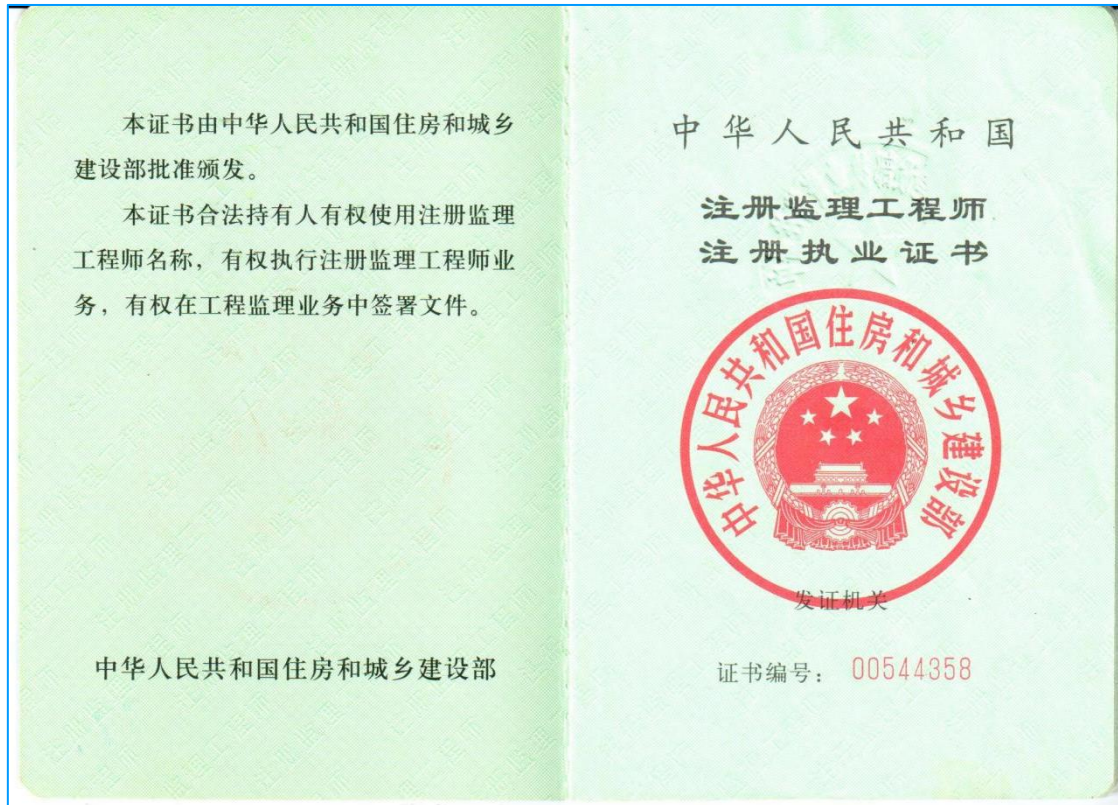 本证书由中华人民共和国住房和城乡
建设部批准颁发。
本证书合法持有人有权使用注册监理
工程师名称，有权执行注册监理工程师业
务，有权在工程监理业务中签署文件。
中华人民共和国住房和城乡建设部
中华人民共和国
注册监理工程师
注册执业证书
中华人民共和国住房和城乡建设部
发证机关
证书编号：00544358